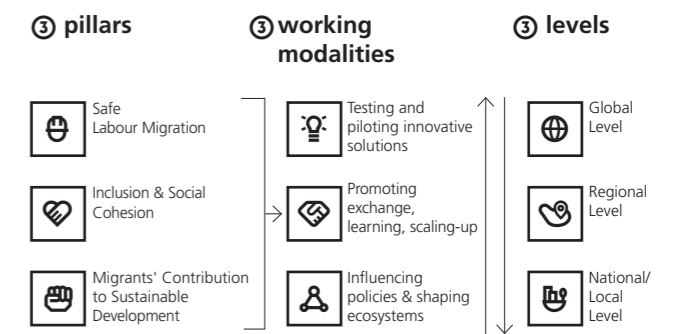 ③ pillars
③ working
modalities
③ levels
Safe
Labour Migration
Inclusion & Social
Cohesion
Migrants' Contribution
to Sustainable
Development
Testing and
piloting innovative
solutions
Promoting
exchange,
learning, scaling-up
Influencing
policies & shaping
ecosystems
Global
Level
Regional
Level
National/
Local
Level